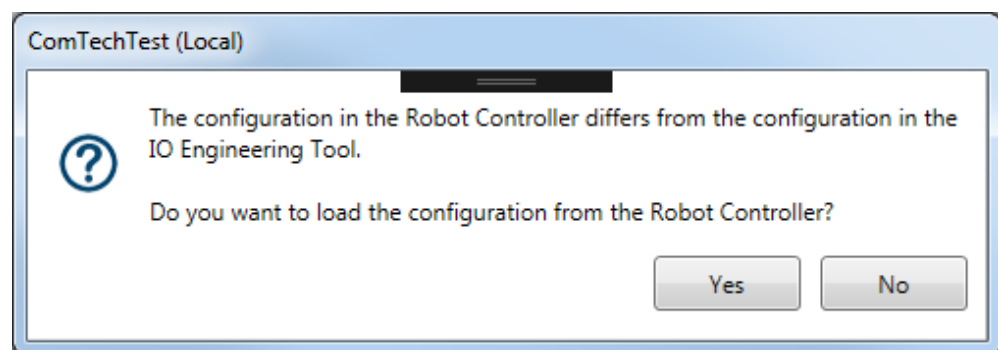 ComTechTest (Local)
The configuration in the Robot Controller differs from the configuration in the
IO Engineering Tool.
Do you want to load the configuration from the Robot Controller?
Yes
No